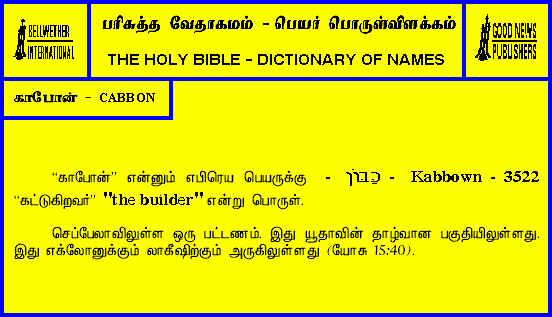 BELLWETHER
INTERNATIONAL
பரிசுத்த வேதாகமம் - பெயர் பொருள்விளக்கம்
THE HOLY BIBLE - DICTIONARY OF NAMES
GOOD NEWS
PUBLISHERS
காபோன் - CABBON
“காபோன்” என்னும் எபிரெய பெயருக்கு - כַּבּוֹן - Kabbown - 3522
“கட்டுகிறவர்” "the builder" என்று பொருள்.
செப்பேலாவிலுள்ள ஒரு பட்டணம். இது யூதாவின் தாழ்வான பகுதியிலுள்ளது.
இது எக்லோனுக்கும் லாகீஷிற்கும் அருகிலுள்ளது (யோசு 15:40).